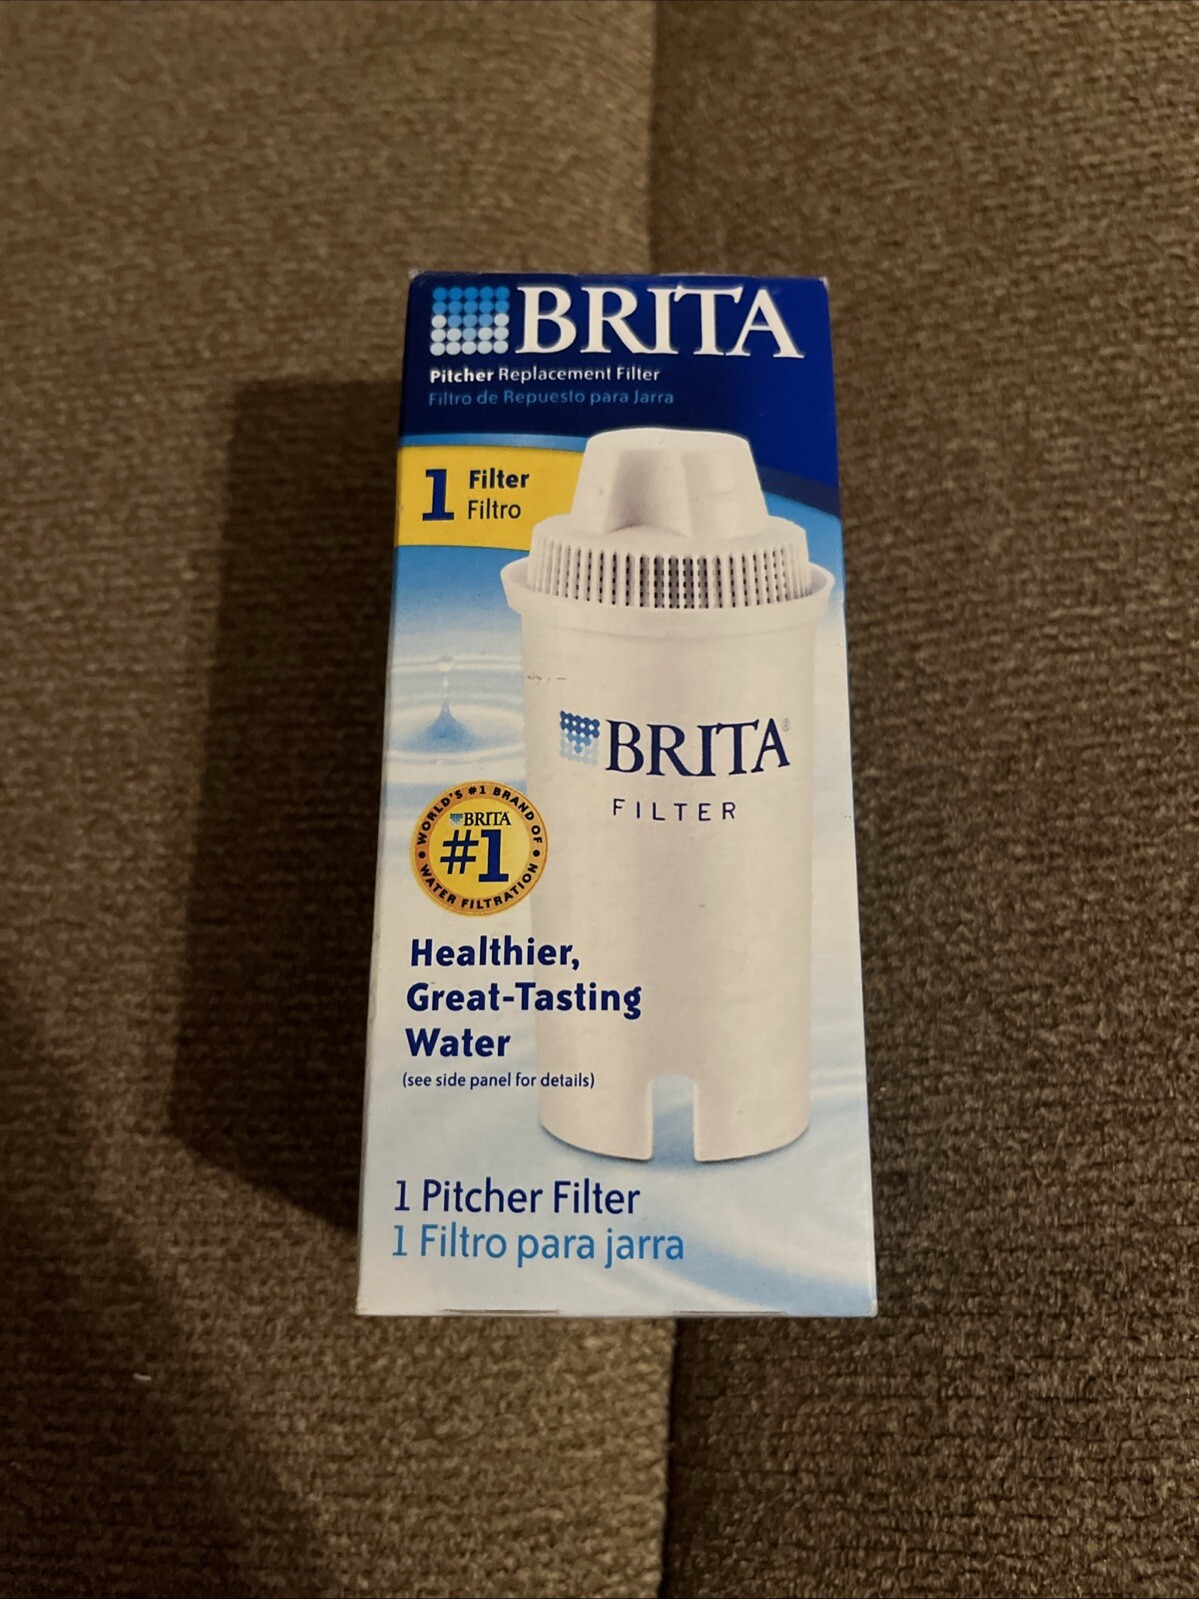 BRITA
Pitcher Replacement Filter
Filtro de Repuesto para Jarra
1 Filter
Filtro
BRITA®
FILTER
WORLD'S #1 BRAND OF
BRITA
#1
WATER FILTRATION
Healthier,
Great-Tasting
Water
(see side panel for details)
1 Pitcher Filter
1 Filtro para jarra